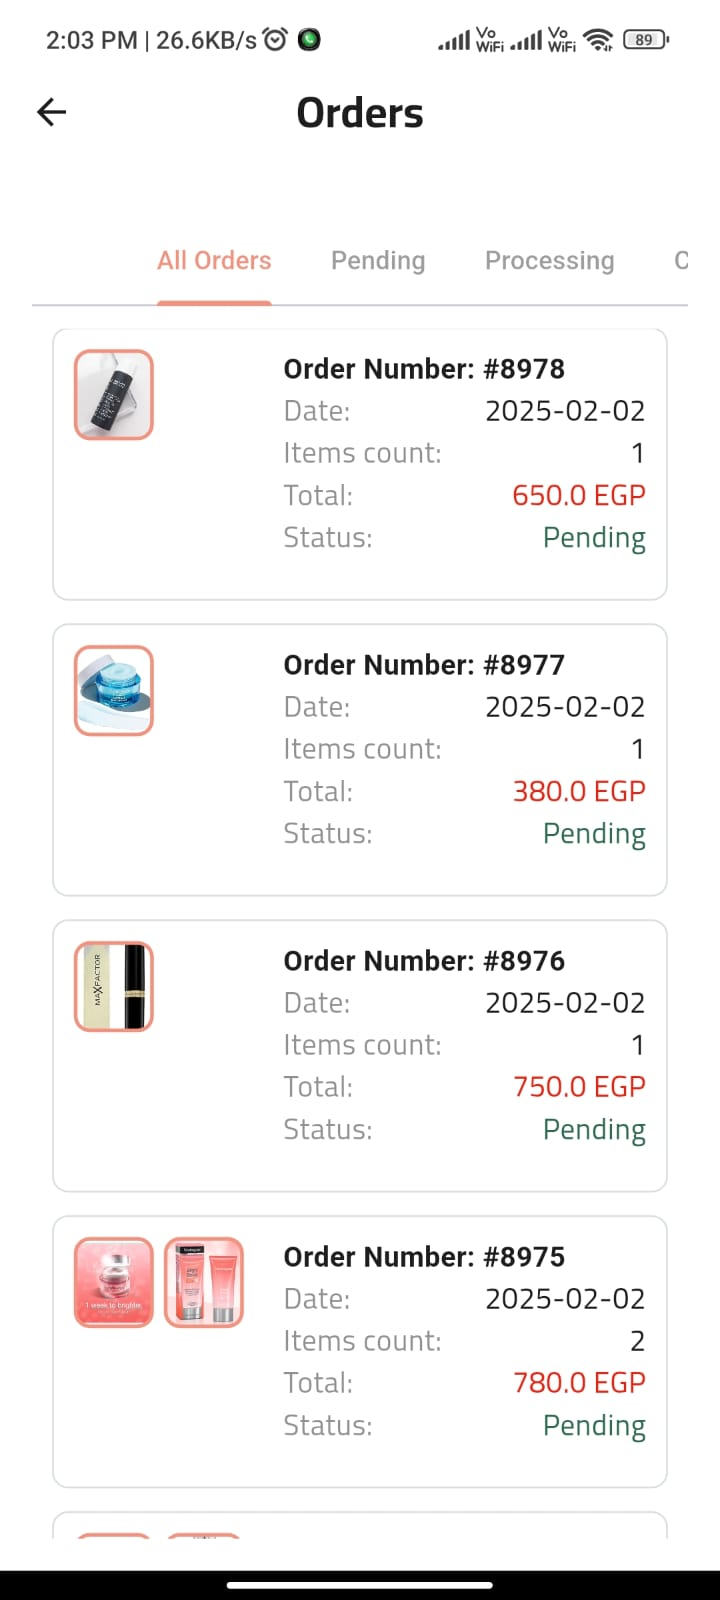 2:03 PM | 26.6KB/s
Vo WiFi
Vo WiFi
89
Orders
All Orders
Pending
Processing
Order Number: #8978
Date: 2025-02-02
Items count: 1
Total: 650.0 EGP
Status: Pending
Order Number: #8977
Date: 2025-02-02
Items count: 1
Total: 380.0 EGP
Status: Pending
MAXFACTOR
Order Number: #8976
Date: 2025-02-02
Items count: 1
Total: 750.0 EGP
Status: Pending
1 week to brighter
Order Number: #8975
Date: 2025-02-02
Items count: 2
Total: 780.0 EGP
Status: Pending